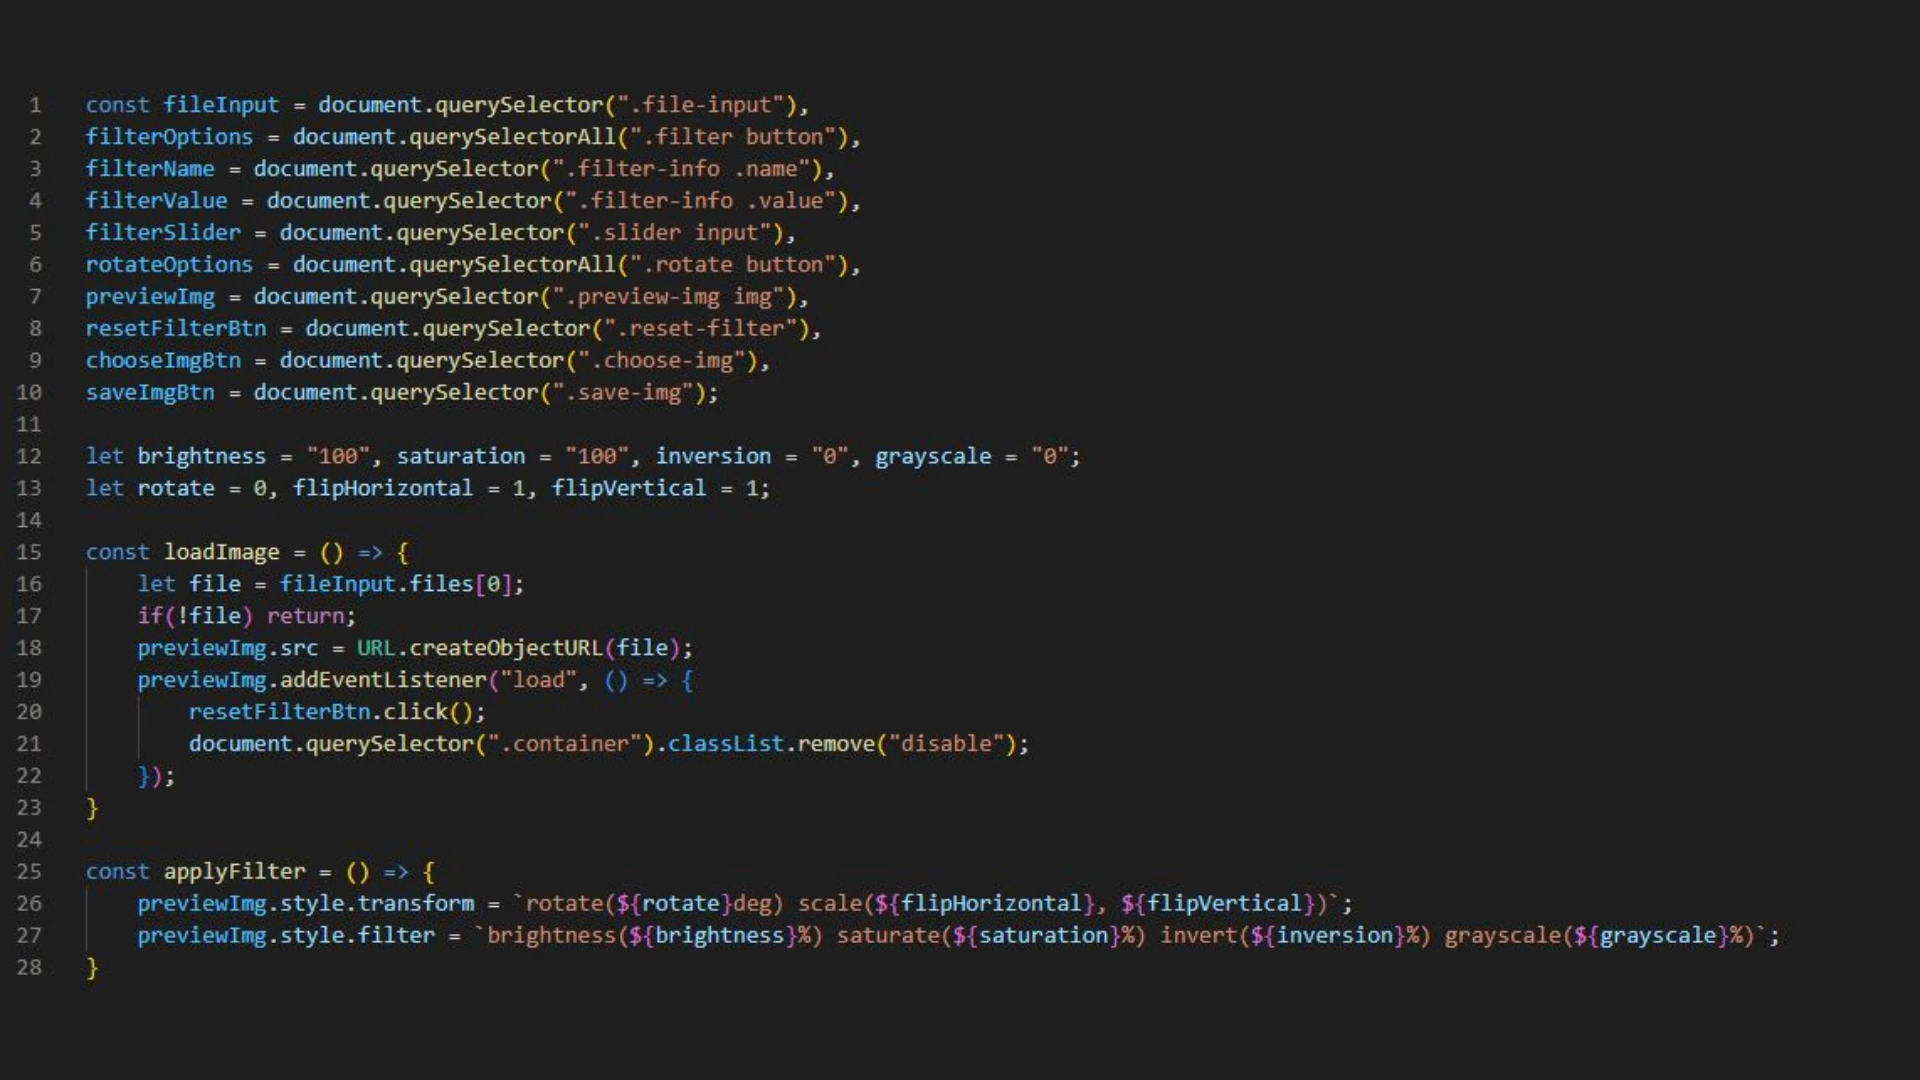 1 const fileInput = document.querySelector(".file-input"),
2 filterOptions = document.querySelectorAll(".filter button"),
3 filterName = document.querySelector(".filter-info .name"),
4 filterValue = document.querySelector(".filter-info .value"),
5 filterSlider = document.querySelector(".slider input"),
6 rotateOptions = document.querySelectorAll(".rotate button"),
7 previewImg = document.querySelector(".preview-img img"),
8 resetFilterBtn = document.querySelector(".reset-filter"),
9 chooseImgBtn = document.querySelector(".choose-img"),
10 saveImgBtn = document.querySelector(".save-img");
11
12 let brightness = "100", saturation = "100", inversion = "0", grayscale = "0";
13 let rotate = 0, flipHorizontal = 1, flipVertical = 1;
14
15 const loadImage = () => {
16     let file = fileInput.files[0];
17     if(!file) return;
18     previewImg.src = URL.createObjectURL(file);
19     previewImg.addEventListener("load", () => {
20         resetFilterBtn.click();
21         document.querySelector(".container").classList.remove("disable");
22     });
23 }
24
25 const applyFilter = () => {
26     previewImg.style.transform = `rotate(${rotate}deg) scale(${flipHorizontal}, ${flipVertical})`;
27     previewImg.style.filter = `brightness(${brightness}%) saturate(${saturation}%) invert(${inversion}%) grayscale(${grayscale}%)`;
28 }